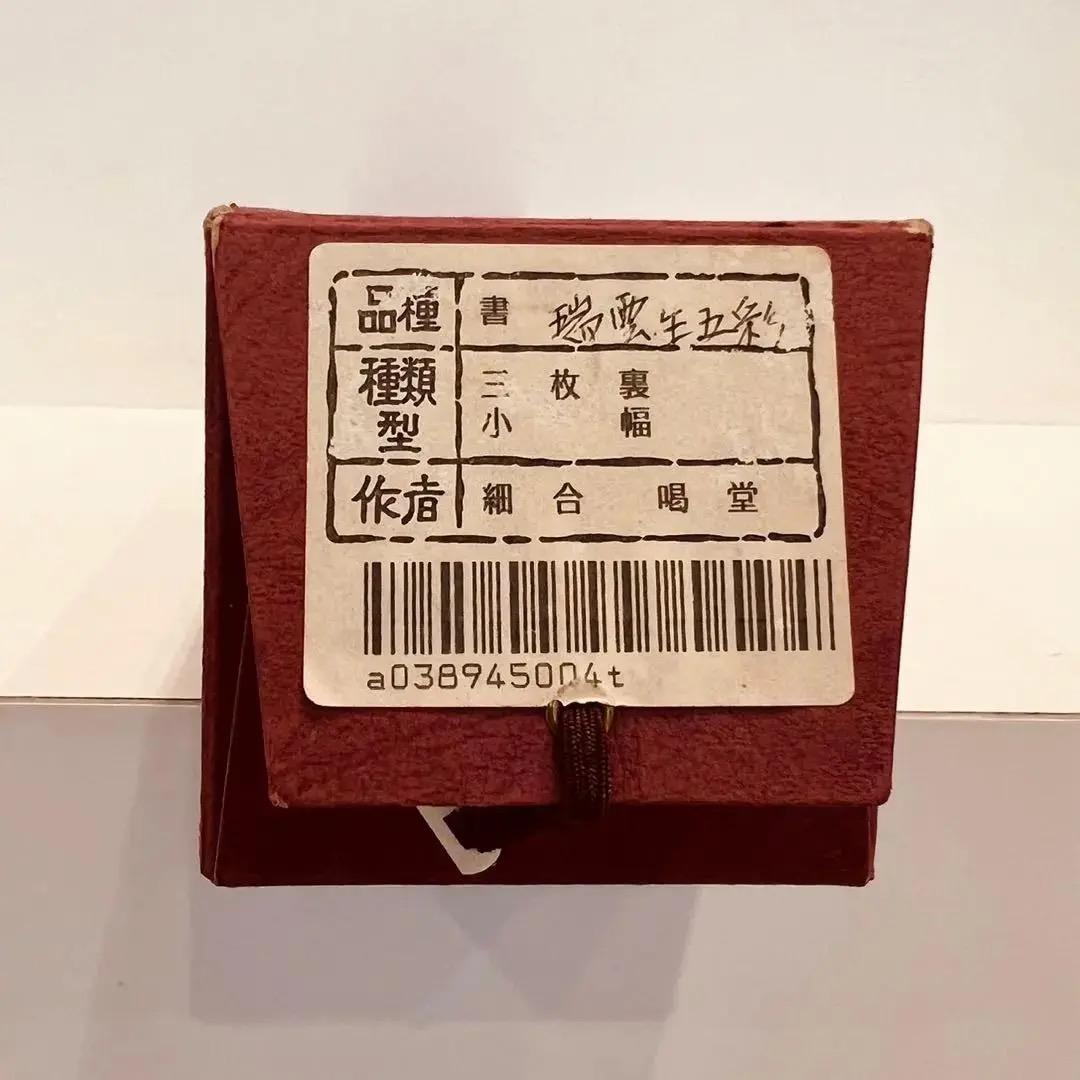 品種 書 瑞雲生五彩
種類 三枚裏
型 小幅
作者 細合 喝堂
a038945004t